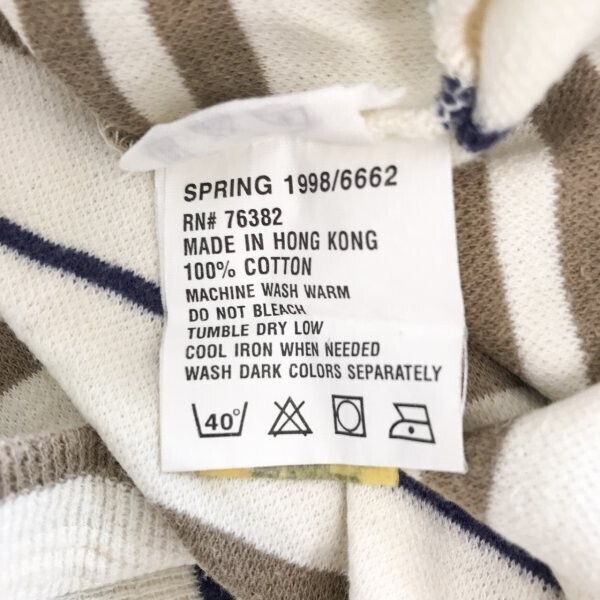 SPRING 1998/6662
RN# 76382
MADE IN HONG KONG
100% COTTON
MACHINE WASH WARM
DO NOT BLEACH
TUMBLE DRY LOW
COOL IRON WHEN NEEDED
WASH DARK COLORS SEPARATELY
40°